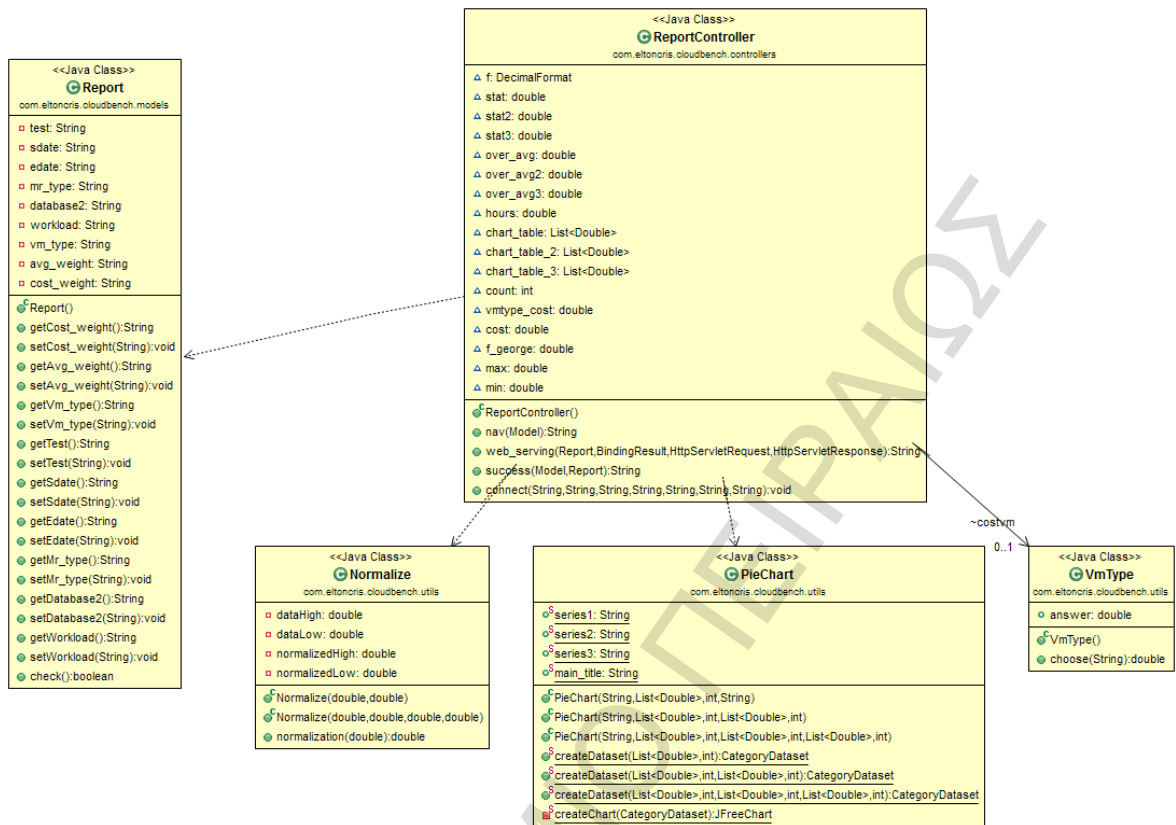 <<Java Class>>
Report
com.eltoncris.cloudbench.models
test: String
sdate: String
edate: String
mr_type: String
database2: String
workload: String
vm_type: String
avg_weight: String
cost_weight: String
Report()
getCost_weight():String
setCost_weight(String):void
getAvg_weight():String
setAvg_weight(String):void
getVm_type():String
setVm_type(String):void
getTest():String
setTest(String):void
getSdate():String
setSdate(String):void
getEdate():String
setEdate(String):void
getMr_type():String
setMr_type(String):void
getDatabase2():String
setDatabase2(String):void
getWorkload():String
setWorkload(String):void
check():boolean
<<Java Class>>
ReportController
com.eltoncris.cloudbench.controllers
f: DecimalFormat
stat: double
stat2: double
stat3: double
over_avg: double
over_avg2: double
over_avg3: double
hours: double
chart_table: List<Double>
chart_table_2: List<Double>
chart_table_3: List<Double>
count: int
vmtype_cost: double
cost: double
f_george: double
max: double
min: double
ReportController()
nav(Model):String
web_serving(Report,BindingResult,HttpServletRequest,HttpServletResponse):String
success(Model,Report):String
connect(String,String,String,String,String,String,String):void
~costvm
0..1
<<Java Class>>
Normalize
com.eltoncris.cloudbench.utils
dataHigh: double
dataLow: double
normalizedHigh: double
normalizedLow: double
Normalize(double,double)
Normalize(double,double,double,double)
normalization(double):double
<<Java Class>>
PieChart
com.eltoncris.cloudbench.utils
series1: String
series2: String
series3: String
main_title: String
PieChart(String,List<Double>,int,String)
PieChart(String,List<Double>,int,List<Double>,int)
PieChart(String,List<Double>,int,List<Double>,int,List<Double>,int)
createDataset(List<Double>,int):CategoryDataset
createDataset(List<Double>,int,List<Double>,int):CategoryDataset
createDataset(List<Double>,int,List<Double>,int,List<Double>,int):CategoryDataset
createChart(CategoryDataset):JFreeChart
<<Java Class>>
VmType
com.eltoncris.cloudbench.utils
answer: double
VmType()
choose(String):double
ΠΕΙΡΑΙΩΣ